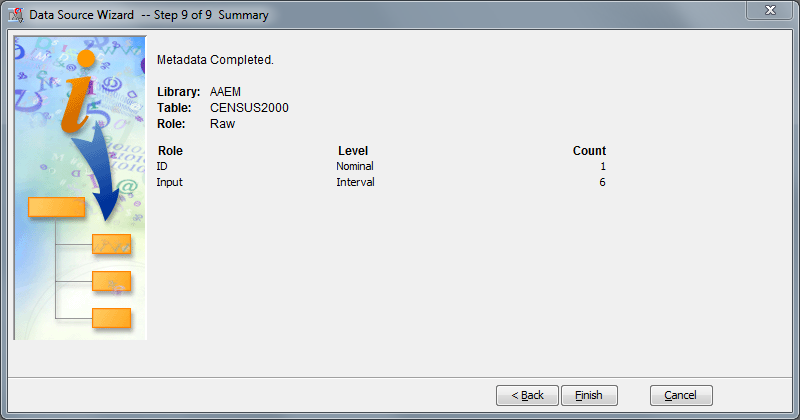 Data Source Wizard -- Step 9 of 9 Summary
Metadata Completed.
Library: AAEM
Table: CENSUS2000
Role: Raw
Role Level Count
ID Nominal 1
Input Interval 6
< Back Finish Cancel